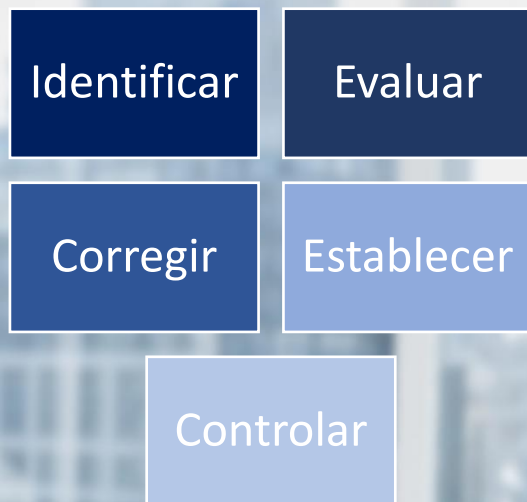 Identificar
Evaluar
Corregir
Establecer
Controlar